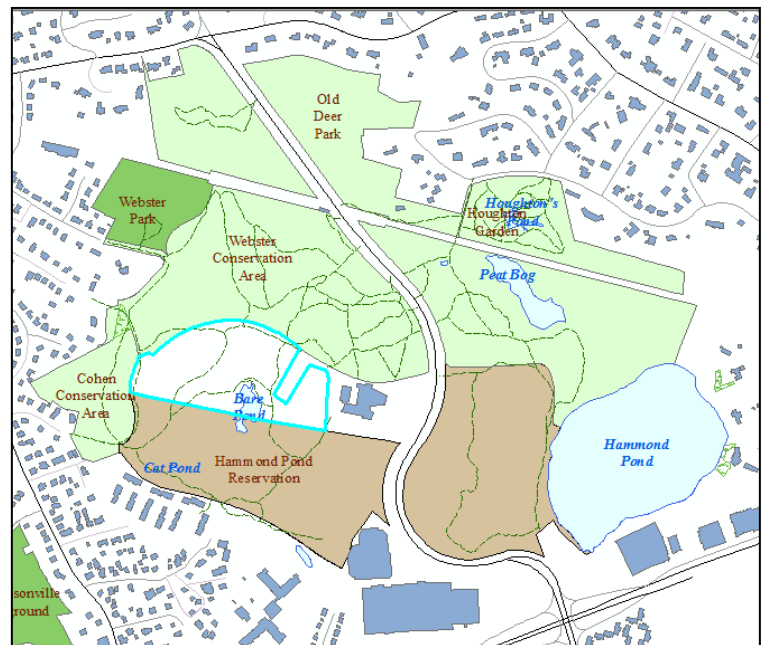 Old
Deer
Park
Webster
Park
Houghton's
Pond
Houghton
Garden
Webster
Conservation
Area
Peat Bog
Cohen
Conservation
Area
Bare
Pond
Hammond
Pond
Cat Pond
Hammond Pond
Reservation
sonville
round